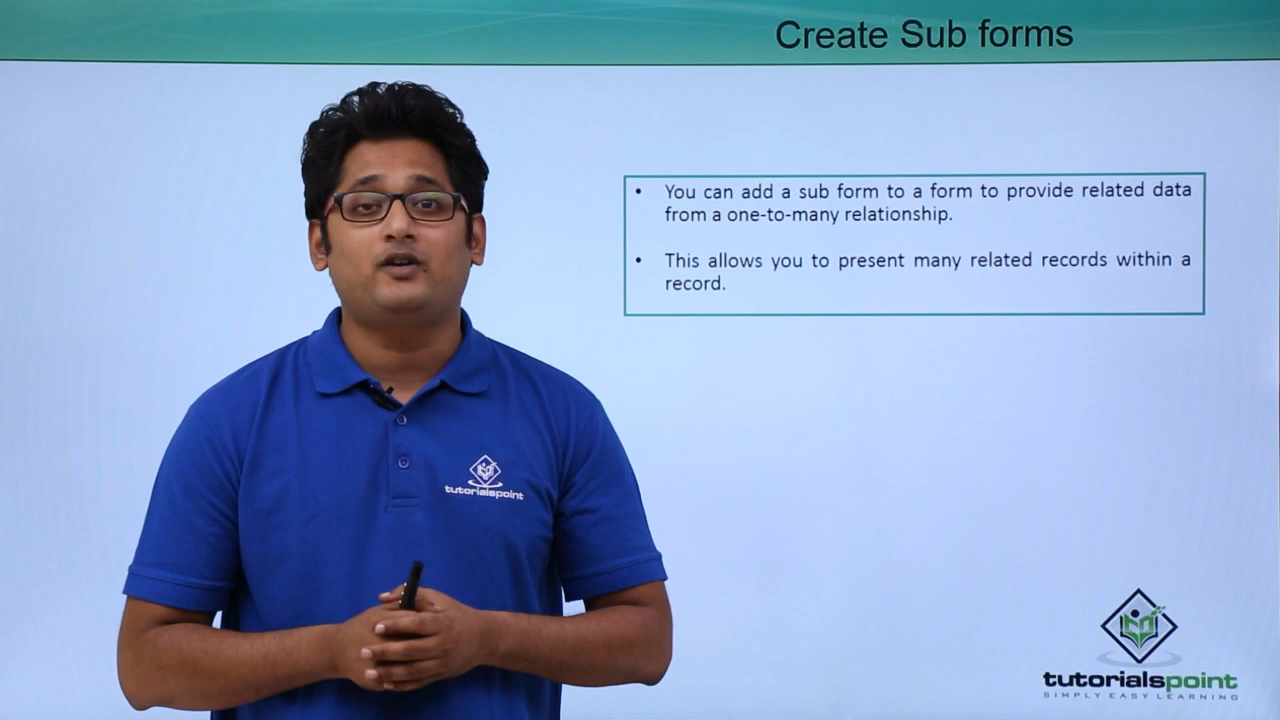 Create Sub forms
• You can add a sub form to a form to provide related data
from a one-to-many relationship.
• This allows you to present many related records within a
record.
tutorialspoint
tutorialspoint
SIMPLY EASY LEARNING